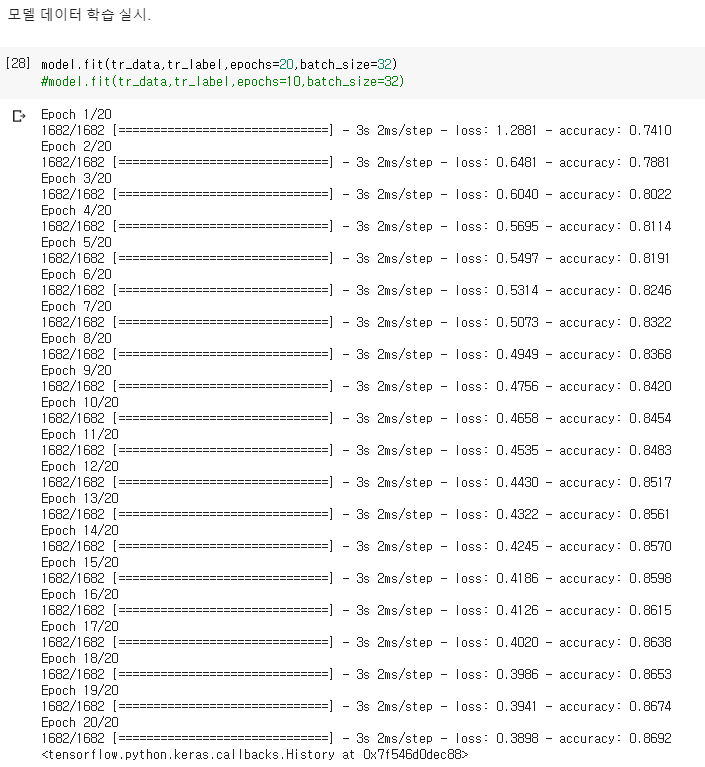 모델 데이터 학습 실시.
[28] model.fit(tr_data,tr_label,epochs=20,batch_size=32)
#model.fit(tr_data,tr_label,epochs=10,batch_size=32)
Epoch 1/20
1682/1682 [==============================] - 3s 2ms/step - loss: 1.2881 - accuracy: 0.7410
Epoch 2/20
1682/1682 [==============================] - 3s 2ms/step - loss: 0.6481 - accuracy: 0.7881
Epoch 3/20
1682/1682 [==============================] - 3s 2ms/step - loss: 0.6040 - accuracy: 0.8022
Epoch 4/20
1682/1682 [==============================] - 3s 2ms/step - loss: 0.5695 - accuracy: 0.8114
Epoch 5/20
1682/1682 [==============================] - 3s 2ms/step - loss: 0.5497 - accuracy: 0.8191
Epoch 6/20
1682/1682 [==============================] - 3s 2ms/step - loss: 0.5314 - accuracy: 0.8246
Epoch 7/20
1682/1682 [==============================] - 3s 2ms/step - loss: 0.5073 - accuracy: 0.8322
Epoch 8/20
1682/1682 [==============================] - 3s 2ms/step - loss: 0.4949 - accuracy: 0.8368
Epoch 9/20
1682/1682 [==============================] - 3s 2ms/step - loss: 0.4756 - accuracy: 0.8420
Epoch 10/20
1682/1682 [==============================] - 3s 2ms/step - loss: 0.4658 - accuracy: 0.8454
Epoch 11/20
1682/1682 [==============================] - 3s 2ms/step - loss: 0.4535 - accuracy: 0.8483
Epoch 12/20
1682/1682 [==============================] - 3s 2ms/step - loss: 0.4430 - accuracy: 0.8517
Epoch 13/20
1682/1682 [==============================] - 3s 2ms/step - loss: 0.4322 - accuracy: 0.8561
Epoch 14/20
1682/1682 [==============================] - 3s 2ms/step - loss: 0.4245 - accuracy: 0.8570
Epoch 15/20
1682/1682 [==============================] - 3s 2ms/step - loss: 0.4186 - accuracy: 0.8598
Epoch 16/20
1682/1682 [==============================] - 3s 2ms/step - loss: 0.4126 - accuracy: 0.8615
Epoch 17/20
1682/1682 [==============================] - 3s 2ms/step - loss: 0.4020 - accuracy: 0.8638
Epoch 18/20
1682/1682 [==============================] - 3s 2ms/step - loss: 0.3986 - accuracy: 0.8653
Epoch 19/20
1682/1682 [==============================] - 3s 2ms/step - loss: 0.3941 - accuracy: 0.8674
Epoch 20/20
1682/1682 [==============================] - 3s 2ms/step - loss: 0.3898 - accuracy: 0.8692
<tensorflow.python.keras.callbacks.History at 0x7f546d0dec88>